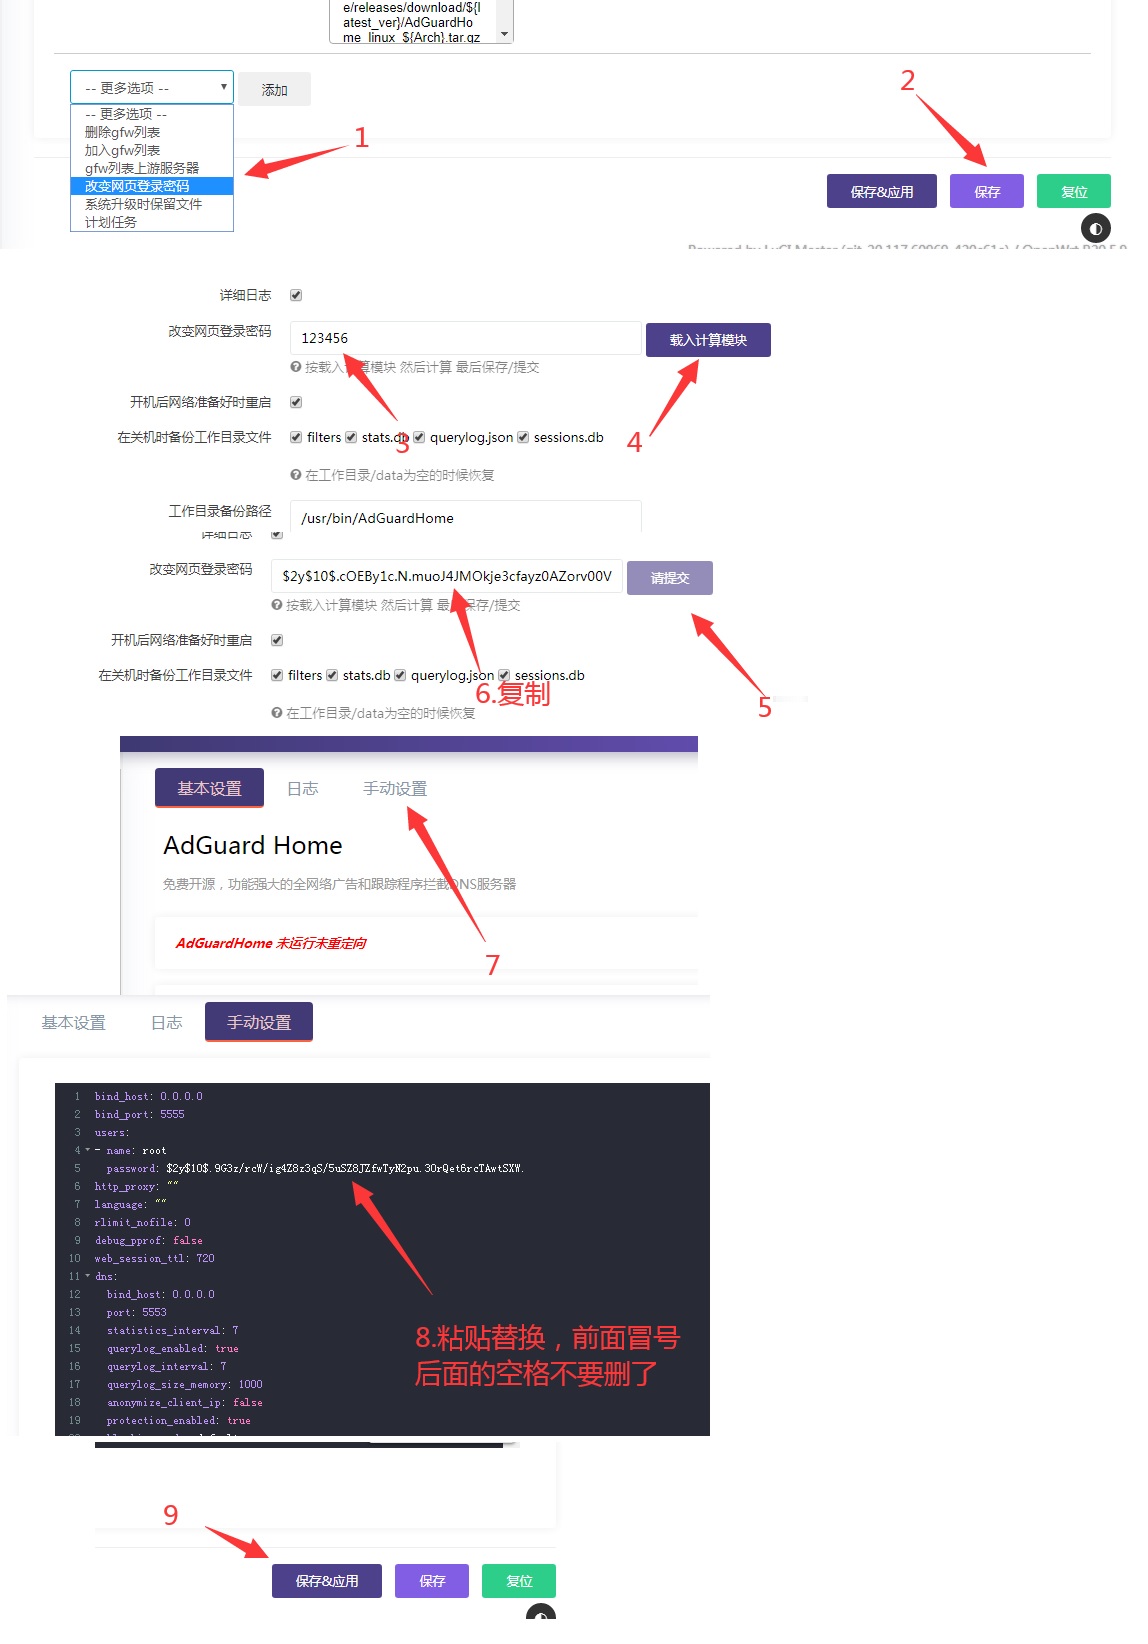 e/releases/download/${l
atest_ver}/AdGuardHo
me_linux_${Arch}.tar.gz
-- 更多选项 --
添加
2
-- 更多选项 --
删除gfw列表
加入gfw列表
gfw列表上游服务器
改变网页登录密码
系统升级时保留文件
计划任务
1
保存&应用 保存 复位
详细日志
改变网页登录密码 123456 载入计算模块
按载入计算模块 然后计算 最后保存/提交
开机后网络准备好时重启
在关机时备份工作目录文件 filters stats.db querylog.json sessions.db
3
4
在工作目录/data为空的时候恢复
工作目录备份路径 /usr/bin/AdGuardHome
详细日志
改变网页登录密码 $2y$10$.cOEBy1c.N.muoJ4JMOkje3cfayz0AZorv00V 请提交
按载入计算模块 然后计算 最后保存/提交
开机后网络准备好时重启
在关机时备份工作目录文件 filters stats.db querylog.json sessions.db
6.复制
5
在工作目录/data为空的时候恢复
基本设置 日志 手动设置
AdGuard Home
免费开源，功能强大的全网络广告和跟踪程序拦截DNS服务器
AdGuardHome 未运行未重定向
7
基本设置 日志 手动设置
1 bind_host: 0.0.0.0
2 bind_port: 5555
3 users:
4 - name: root
5 password: $2y$10$.9G3z/rcW/ig4Z8z3qS/5uSZ8JZfwTyN2pu.3OrQet6rcTAwtSXW.
6 http_proxy: ""
7 language: ""
8 rlimit_nofile: 0
9 debug_pprof: false
10 web_session_ttl: 720
11 dns:
12 bind_host: 0.0.0.0
13 port: 5553
14 statistics_interval: 7
15 querylog_enabled: true
16 querylog_interval: 7
17 querylog_size_memory: 1000
18 anonymize_client_ip: false
19 protection_enabled: true
8.粘贴替换，前面冒号
后面的空格不要删了
9
保存&应用 保存 复位